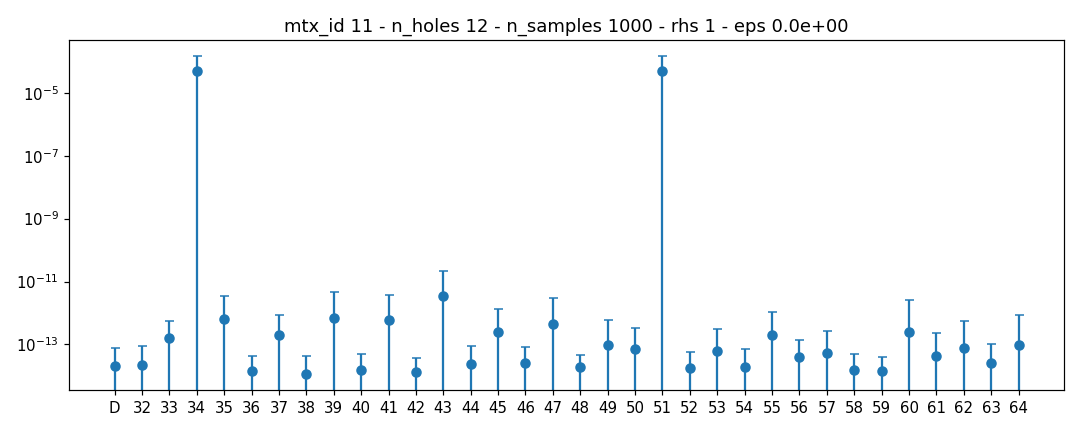 mtx_id 11 - n_holes 12 - n_samples 1000 - rhs 1 - eps 0.0e+00
10⁻⁵
10⁻⁷
10⁻⁹
10⁻¹¹
10⁻¹³
D 32 33 34 35 36 37 38 39 40 41 42 43 44 45 46 47 48 49 50 51 52 53 54 55 56 57 58 59 60 61 62 63 64